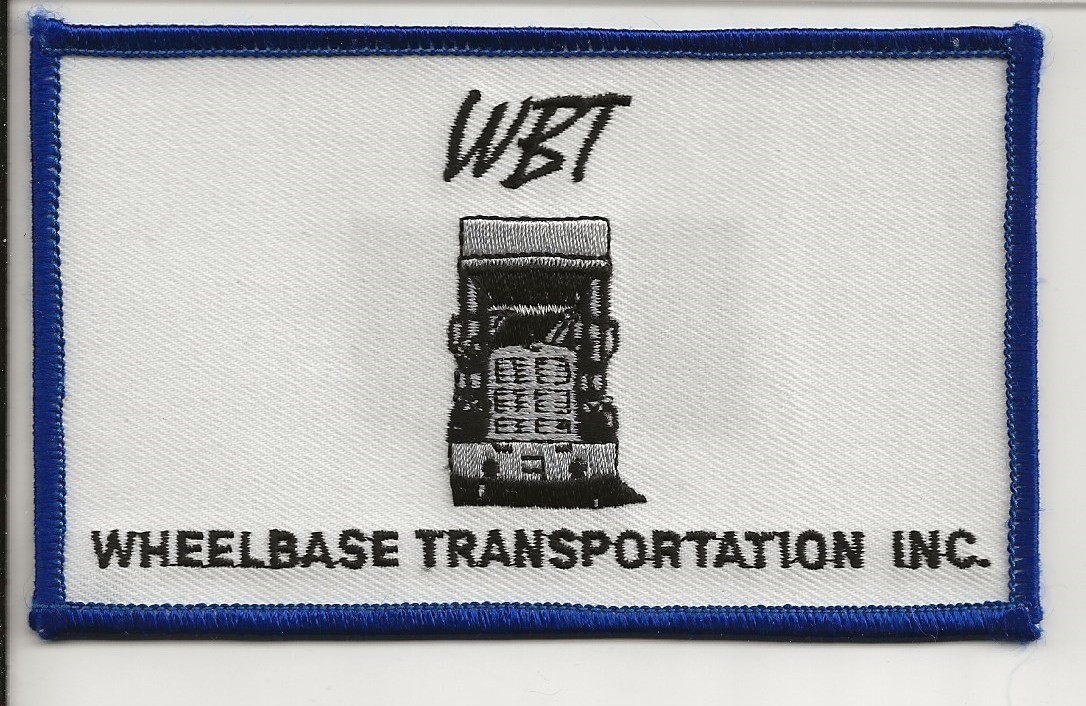 WBT
WHEELBASE TRANSPORTATION INC.